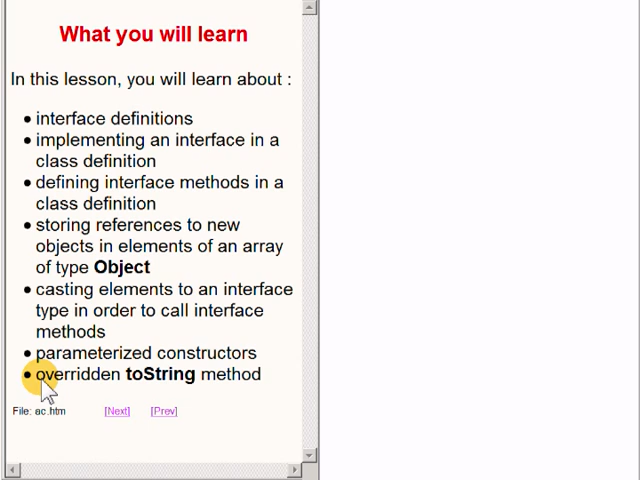 What you will learn
In this lesson, you will learn about :
• interface definitions
• implementing an interface in a
class definition
• defining interface methods in a
class definition
• storing references to new
objects in elements of an array
of type Object
• casting elements to an interface
type in order to call interface
methods
• parameterized constructors
• overridden toString method
File: ac.htm [Next] [Prev]